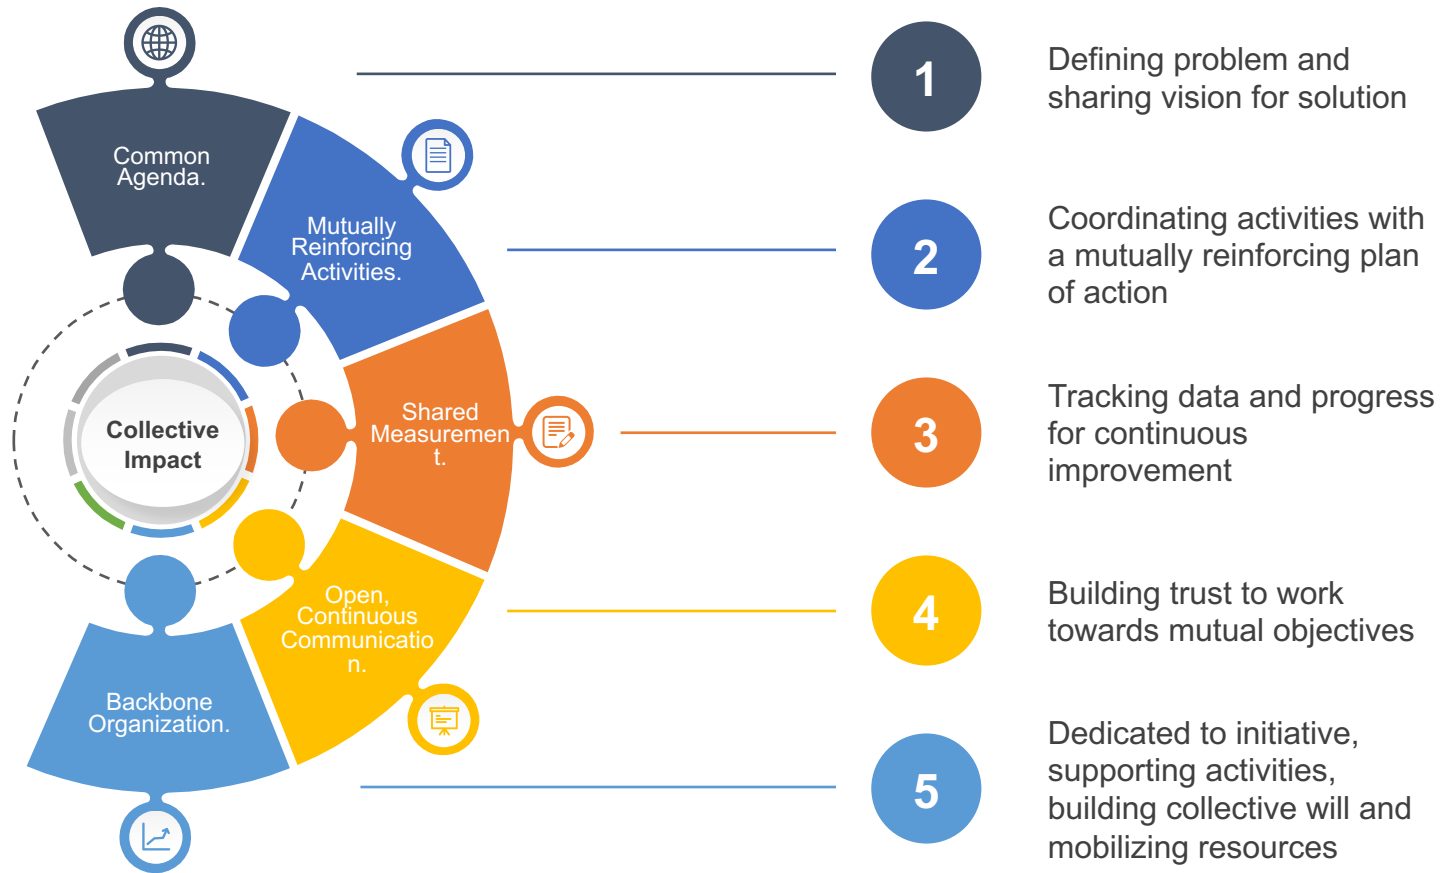 Common
Agenda.
Mutually
Reinforcing
Activities.
Shared
Measuremen
t.
Open,
Continuous
Communicatio
n.
Backbone
Organization.
Collective
Impact
1
Defining problem and
sharing vision for solution
2
Coordinating activities with
a mutually reinforcing plan
of action
3
Tracking data and progress
for continuous
improvement
4
Building trust to work
towards mutual objectives
5
Dedicated to initiative,
supporting activities,
building collective will and
mobilizing resources